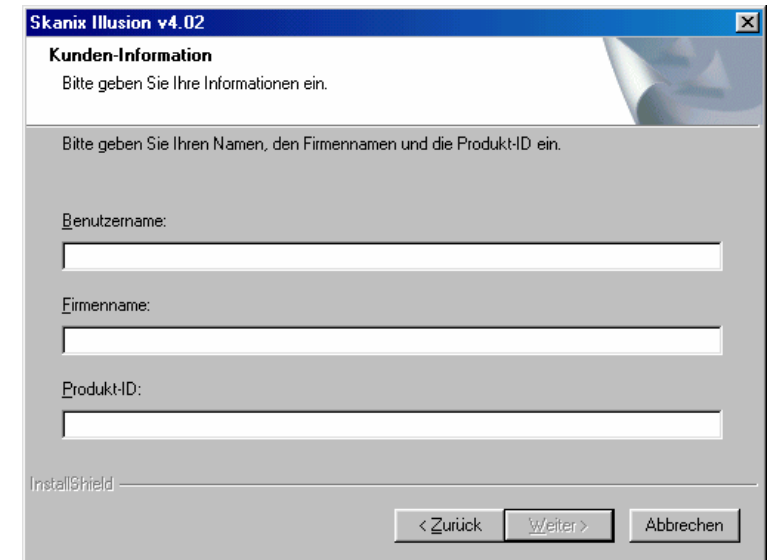 Skanix Illusion v4.02
Kunden-Information
Bitte geben Sie Ihre Informationen ein.
Bitte geben Sie Ihren Namen, den Firmennamen und die Produkt-ID ein.
Benutzername:
Firmenname:
Produkt-ID:
InstallShield
< Zurück Weiter > Abbrechen